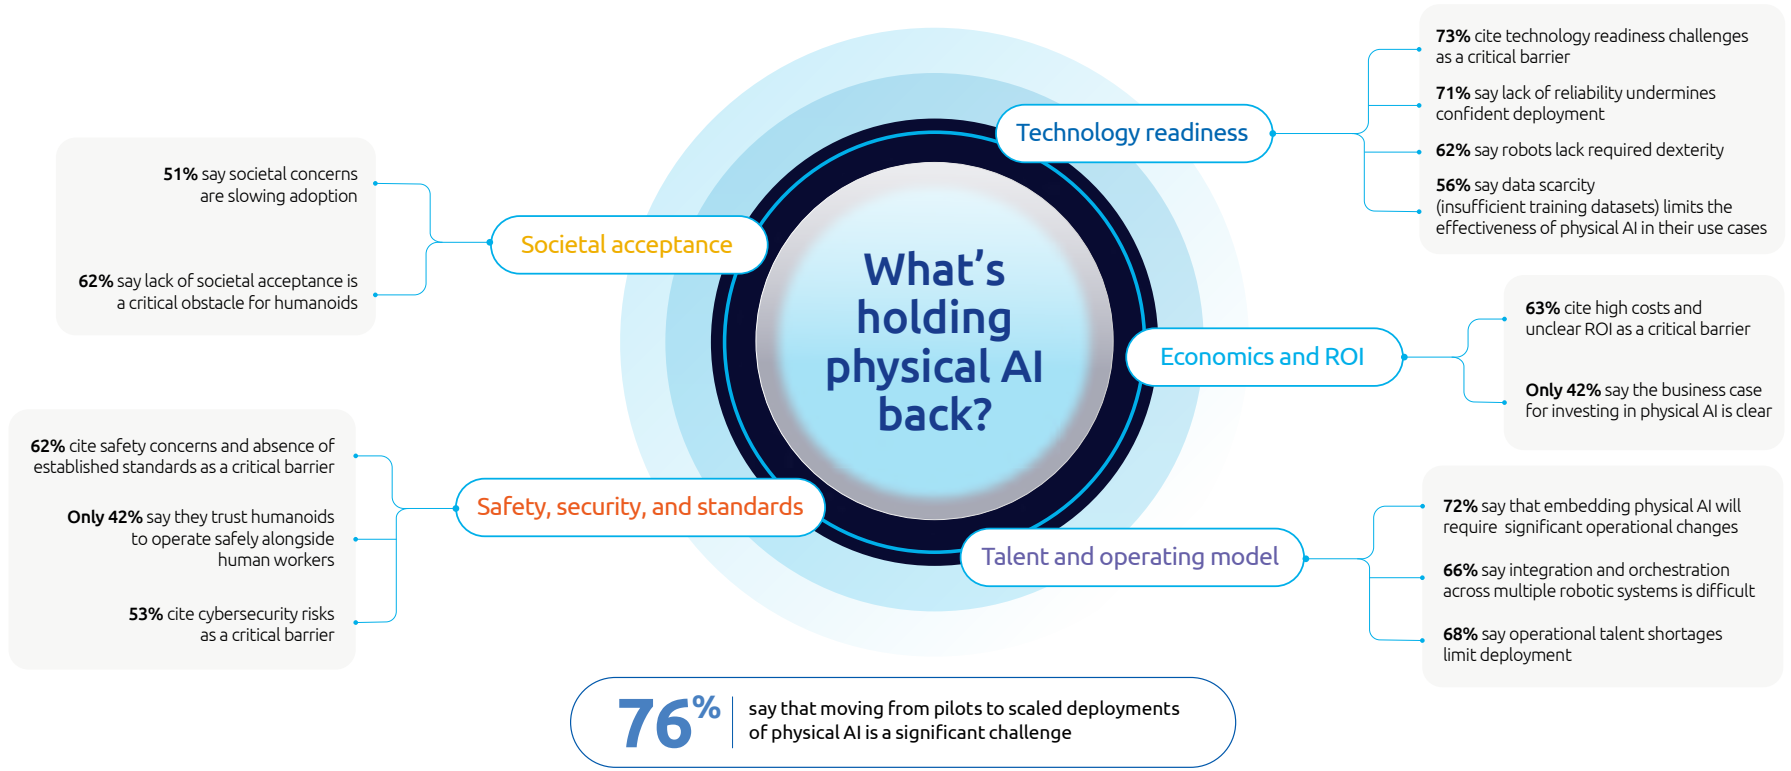 What's
holding
physical AI
back?
Technology readiness
73% cite technology readiness challenges
as a critical barrier
71% say lack of reliability undermines
confident deployment
62% say robots lack required dexterity
56% say data scarcity
(insufficient training datasets) limits the
effectiveness of physical AI in their use cases
Economics and ROI
63% cite high costs and
unclear ROI as a critical barrier
Only 42% say the business case
for investing in physical AI is clear
Talent and operating model
72% say that embedding physical AI will
require significant operational changes
66% say integration and orchestration
across multiple robotic systems is difficult
68% say operational talent shortages
limit deployment
Societal acceptance
51% say societal concerns
are slowing adoption
62% say lack of societal acceptance is
a critical obstacle for humanoids
Safety, security, and standards
62% cite safety concerns and absence of
established standards as a critical barrier
Only 42% say they trust humanoids
to operate safely alongside
human workers
53% cite cybersecurity risks
as a critical barrier
76%
say that moving from pilots to scaled deployments
of physical AI is a significant challenge